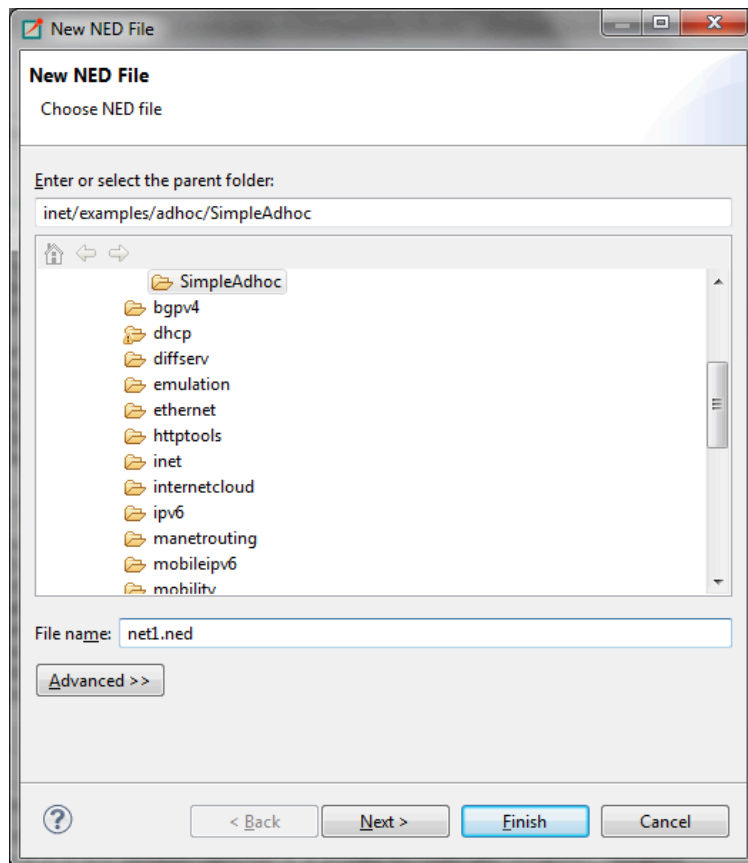 New NED File
New NED File
Choose NED file
Enter or select the parent folder:
inet/examples/adhoc/SimpleAdhoc
SimpleAdhoc
bgpv4
dhcp
diffserv
emulation
ethernet
httptools
inet
internetcloud
ipv6
manetrouting
mobileipv6
mobility
File name: net1.ned
Advanced >>
< Back Next > Finish Cancel